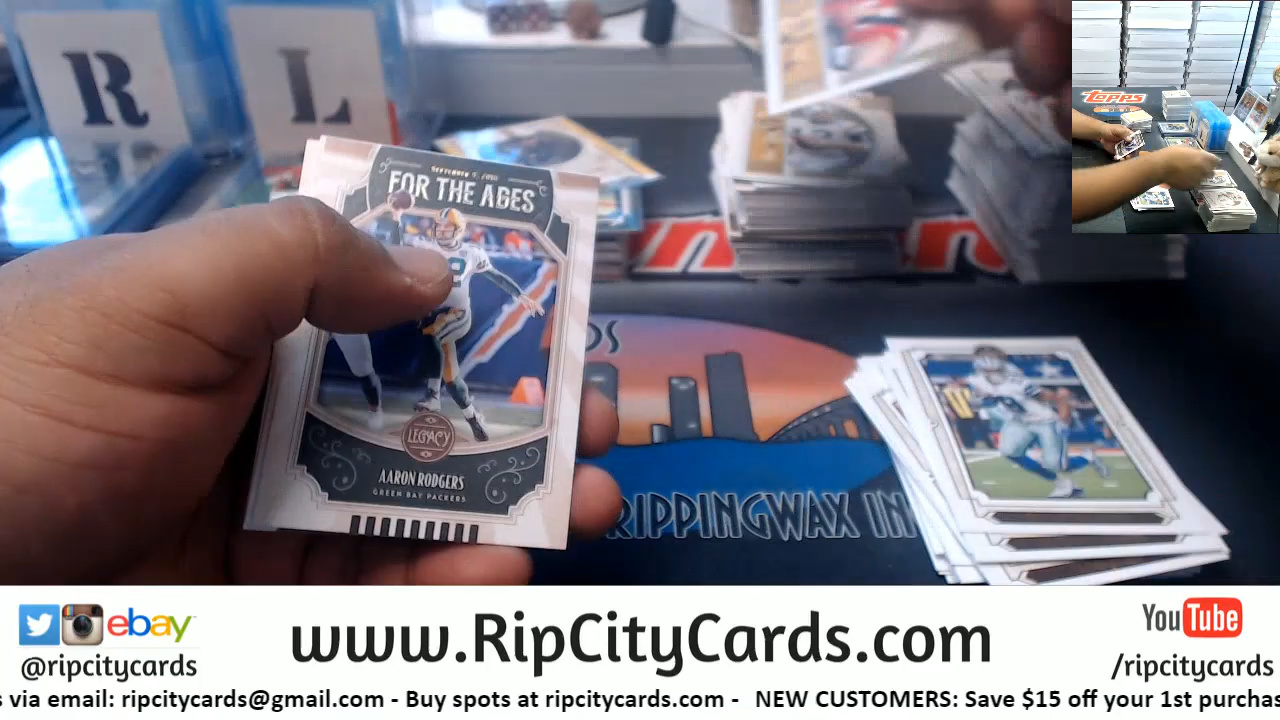 R L
TOPPS
SEPTEMBER 9, 2018
FOR THE AGES
LEGACY
AARON RODGERS
GREEN BAY PACKERS
RIPPINGWAX IN
ebay
@ripcitycards
www.RipCityCards.com
YouTube
/ripcitycards
s via email: ripcitycards@gmail.com - Buy spots at ripcitycards.com - NEW CUSTOMERS: Save $15 off your 1st purchas